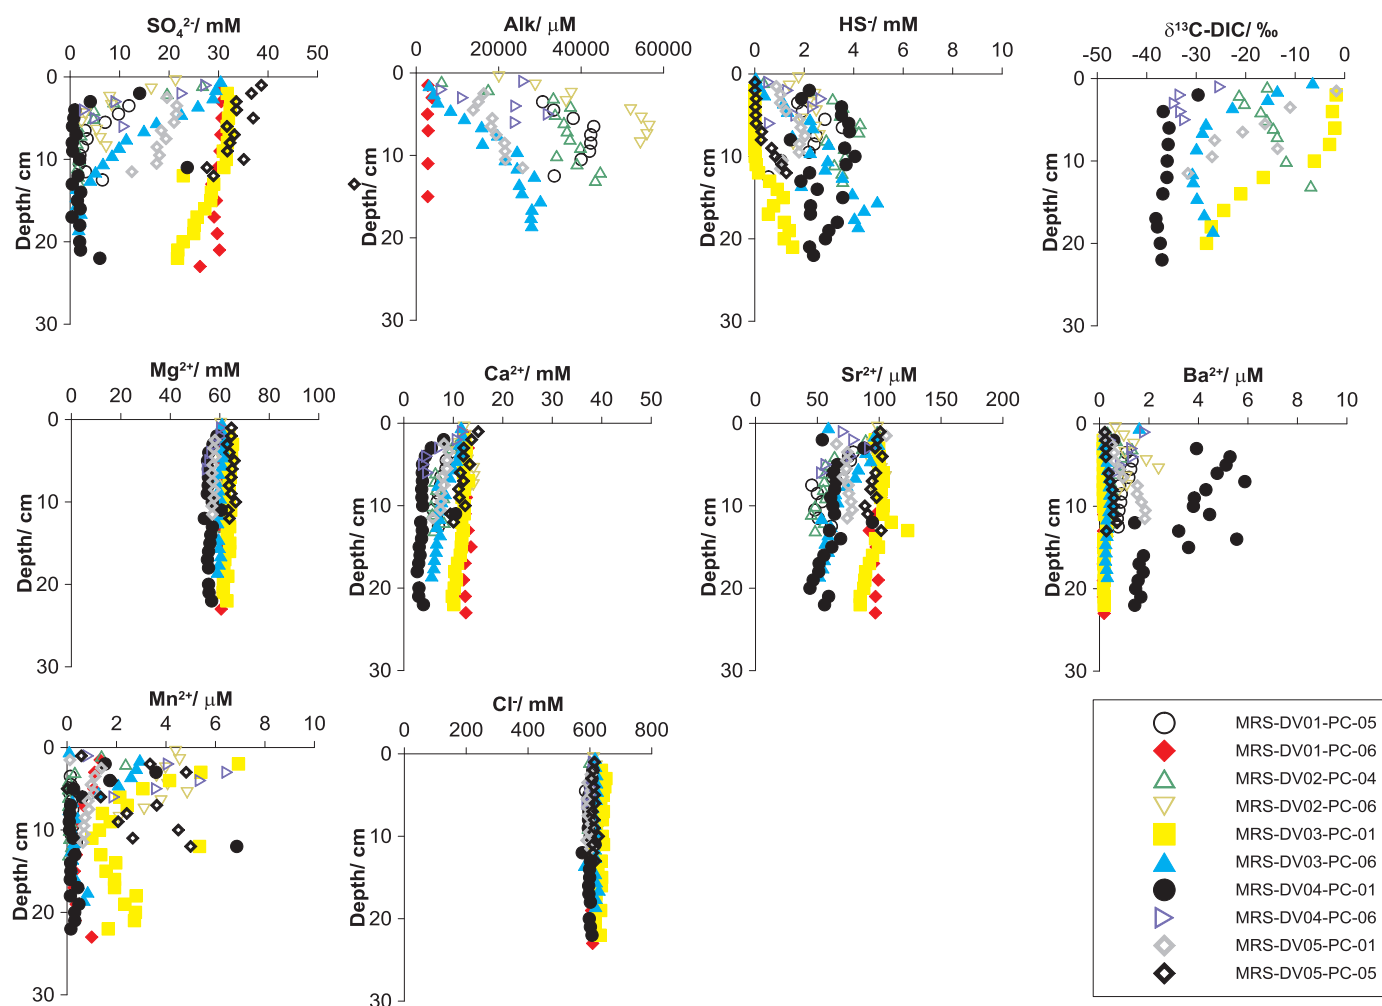 SO₄²⁻/ mM
0 10 20 30 40 50
0
10
20
30
Depth/ cm
Alk/ μM
0 20000 40000 60000
0
10
20
30
Depth/ cm
HS⁻/ mM
0 2 4 6 8 10
0
10
20
30
Depth/ cm
δ¹³C-DIC/ ‰
-50 -40 -30 -20 -10 0
0
10
20
30
Depth/ cm
Mg²⁺/ mM
0 20 40 60 80 100
0
10
20
30
Depth/ cm
Ca²⁺/ mM
0 10 20 30 40 50
0
10
20
30
Depth/ cm
Sr²⁺/ μM
0 50 100 200
0
10
20
30
Depth/ cm
Ba²⁺/ μM
0 2 4 6 8 10
0
10
20
30
Depth/ cm
Mn²⁺/ μM
0 2 4 6 8 10
0
10
20
30
Depth/ cm
Cl⁻/ mM
0 200 400 600 800
0
10
20
30
Depth/ cm
MRS-DV01-PC-05
MRS-DV01-PC-06
MRS-DV02-PC-04
MRS-DV02-PC-06
MRS-DV03-PC-01
MRS-DV03-PC-06
MRS-DV04-PC-01
MRS-DV04-PC-06
MRS-DV05-PC-01
MRS-DV05-PC-05